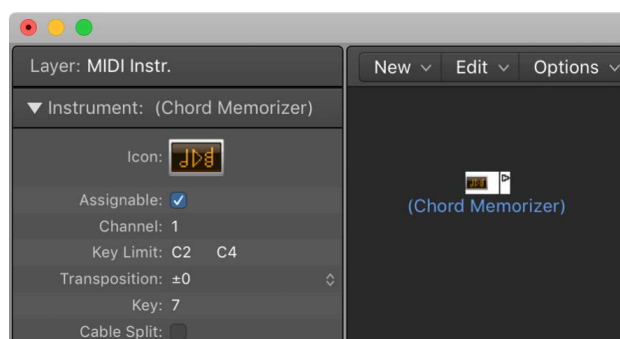 Layer: MIDI Instr.
New Edit Options
Instrument: (Chord Memorizer)
Icon:
Assignable:
Channel: 1
Key Limit: C2 C4
Transposition: ±0
Key: 7
Cable Split:
(Chord Memorizer)